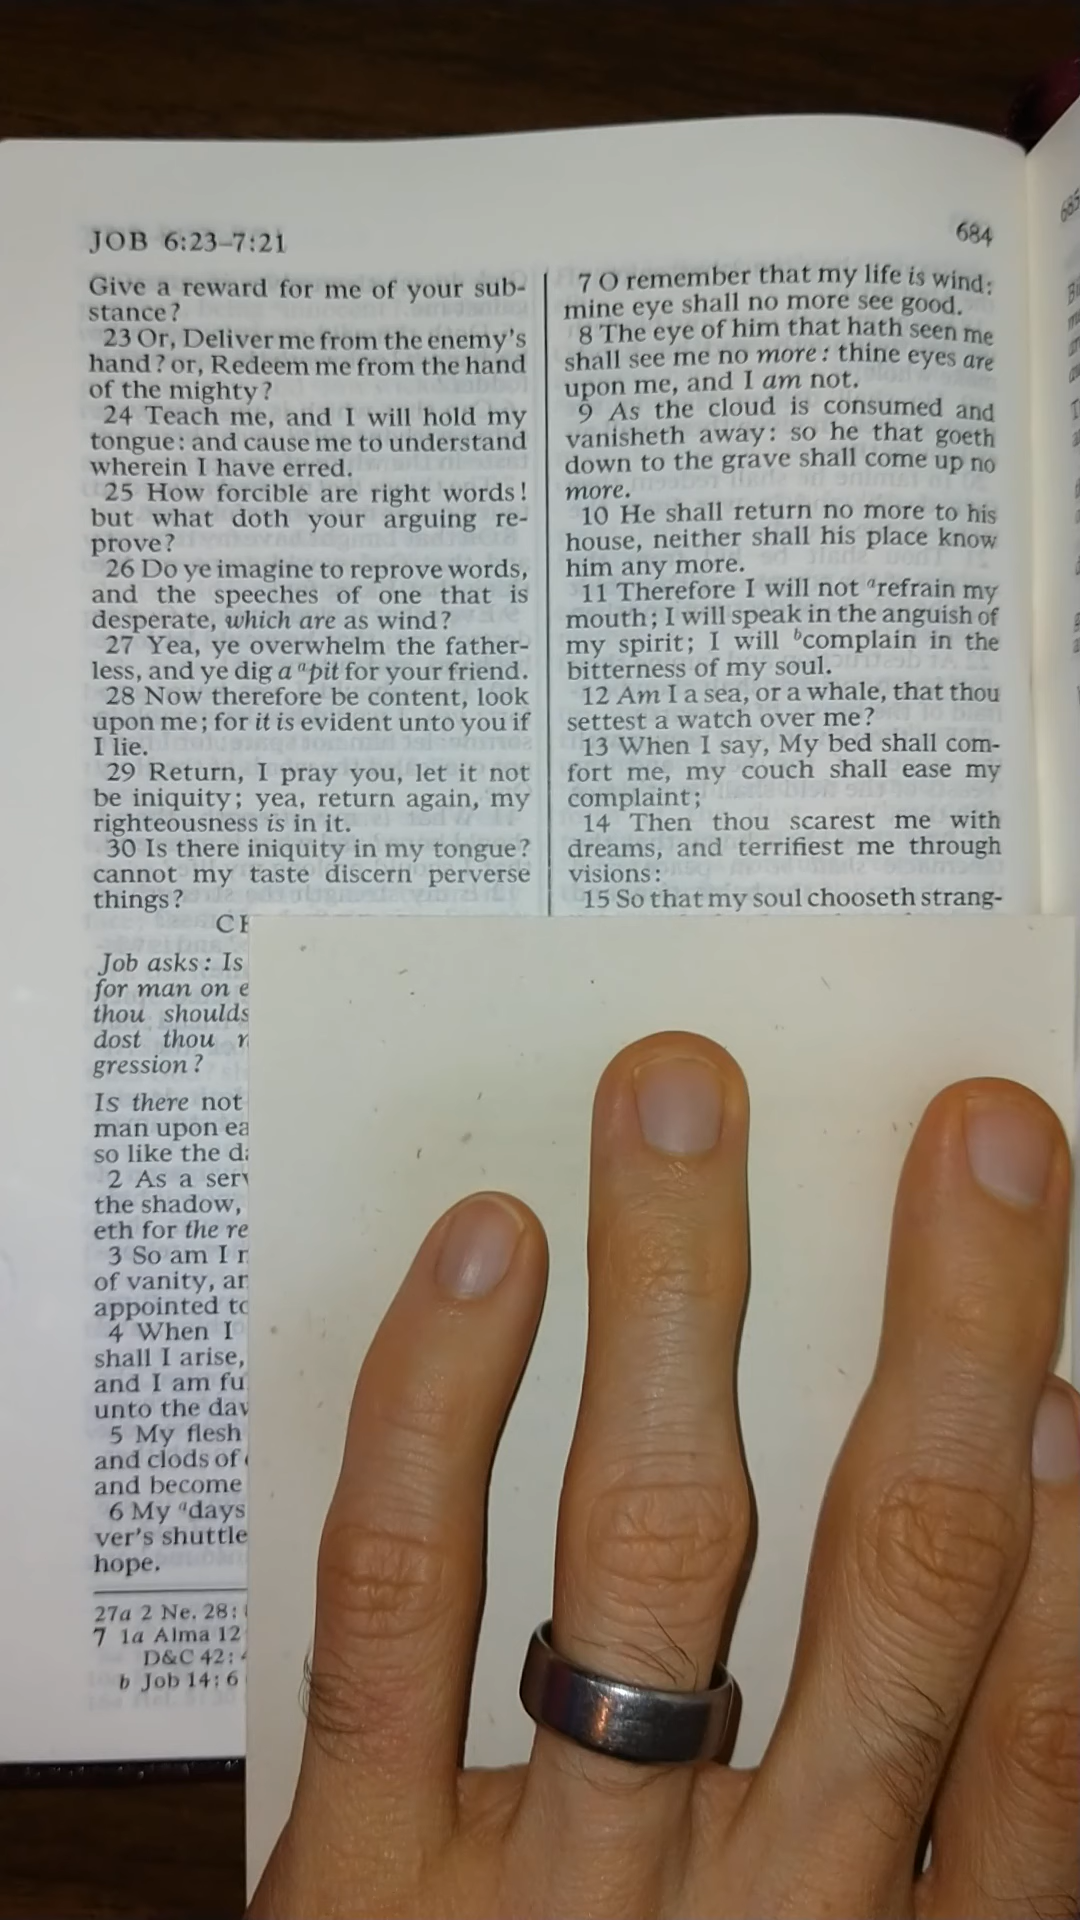 JOB 6:23–7:21
684
Give a reward for me of your sub-
stance?
23 Or, Deliver me from the enemy's
hand? or, Redeem me from the hand
of the mighty?
24 Teach me, and I will hold my
tongue: and cause me to understand
wherein I have erred.
25 How forcible are right words!
but what doth your arguing re-
prove?
26 Do ye imagine to reprove words,
and the speeches of one that is
desperate, which are as wind?
27 Yea, ye overwhelm the father-
less, and ye dig a a pit for your friend.
28 Now therefore be content, look
upon me; for it is evident unto you if
I lie.
29 Return, I pray you, let it not
be iniquity; yea, return again, my
righteousness is in it.
30 Is there iniquity in my tongue?
cannot my taste discern perverse
things?
Job asks: Is
for man on
thou
dost thou
gression?
Is there not
man upon
so like the
2 As a
the shadow,
eth for the
3 So am I
of vanity,
appointed
4 When I
shall I arise,
and I am
unto the
5 My flesh
and clods of
and become
6 My a days
ver's shuttle
hope.
27a 2 Ne. 28:
7 1a Alma 12
D&C 42:
b Job 14: 6
7 O remember that my life is wind:
mine eye shall no more see good.
8 The eye of him that hath seen me
shall see me no more: thine eyes are
upon me, and I am not.
9 As the cloud is consumed and
vanisheth away: so he that goeth
down to the grave shall come up no
more.
10 He shall return no more to his
house, neither shall his place know
him any more.
11 Therefore I will not a refrain my
mouth; I will speak in the anguish of
my spirit; I will b complain in the
bitterness of my soul.
12 Am I a sea, or a whale, that thou
settest a watch over me?
13 When I say, My bed shall com-
fort me, my couch shall ease my
complaint;
14 Then thou scarest me with
dreams, and terrifiest me through
visions:
15 So that my soul chooseth strang-